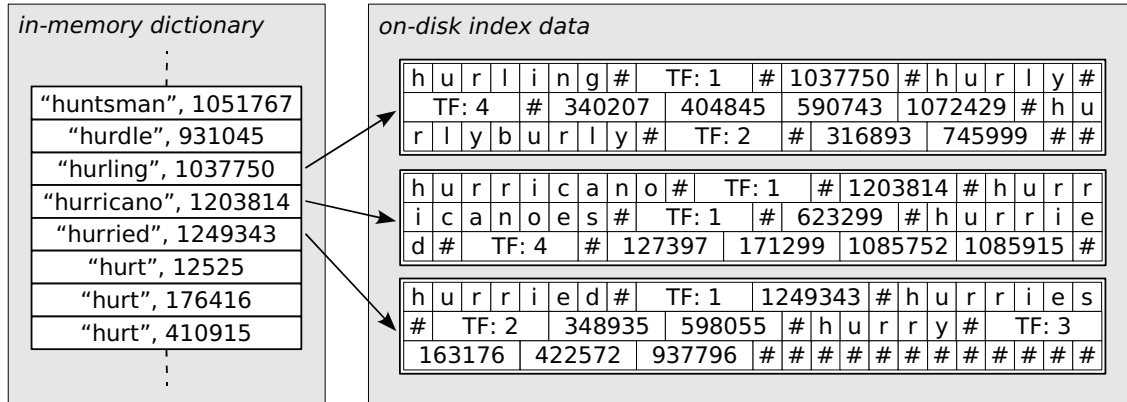 in-memory dictionary
“huntsman”, 1051767
“hurdle”, 931045
“hurling”, 1037750
“hurricano”, 1203814
“hurried”, 1249343
“hurt”, 12525
“hurt”, 176416
“hurt”, 410915
on-disk index data
h u r l i n g # TF: 1 # 1037750 # h u r l y #
TF: 4 # 340207 404845 590743 1072429 # h u
r l y b u r l y # TF: 2 # 316893 745999 # #
h u r r i c a n o # TF: 1 # 1203814 # h u r r
i c a n o e s # TF: 1 # 623299 # h u r r i e
d # TF: 4 # 127397 171299 1085752 1085915 #
h u r r i e d # TF: 1 1249343 # h u r r i e s
# TF: 2 348935 598055 # h u r r y # TF: 3
163176 422572 937796 # # # # # # # # # # # #